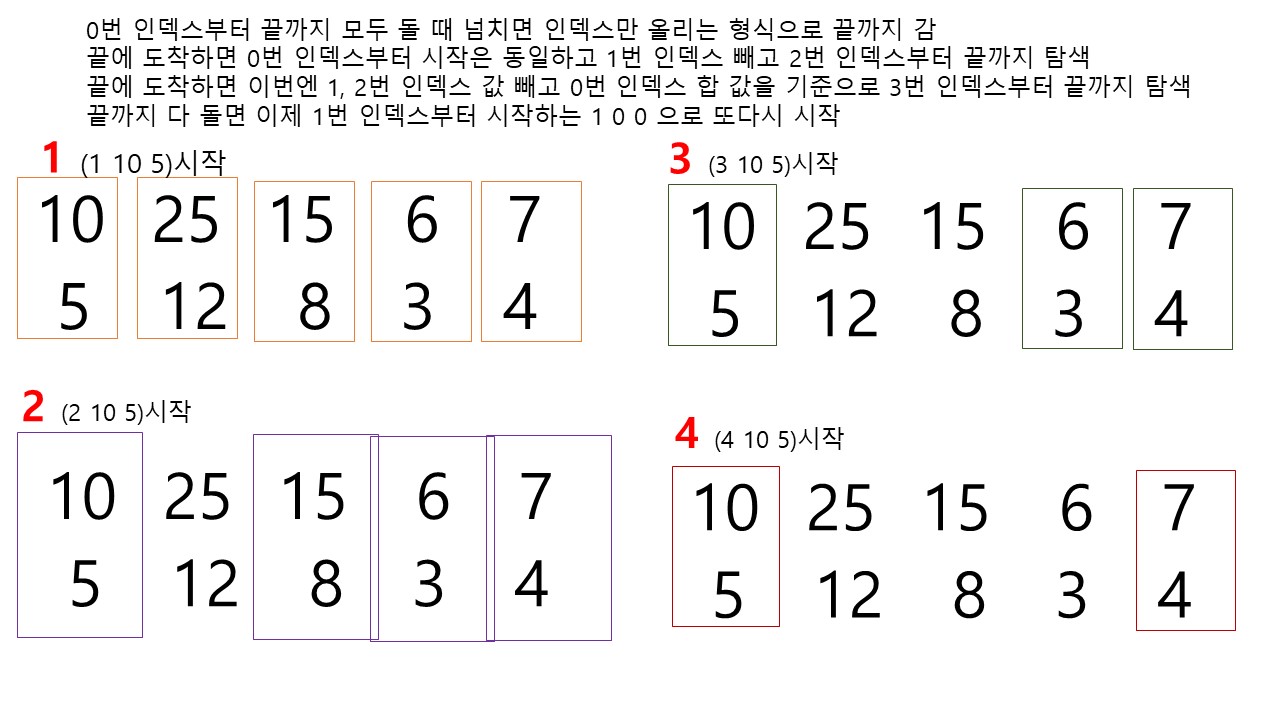 0번 인덱스부터 끝까지 모두 돌 때 넘치면 인덱스만 올리는 형식으로 끝까지 감
끝에 도착하면 0번 인덱스부터 시작은 동일하고 1번 인덱스 빼고 2번 인덱스부터 끝까지 탐색
끝에 도착하면 이번엔 1, 2번 인덱스 값 빼고 0번 인덱스 합 값을 기준으로 3번 인덱스부터 끝까지 탐색
끝까지 다 돌면 이제 1번 인덱스부터 시작하는 1 0 0 으로 또다시 시작
1 (1 10 5)시작
10 25 15 6 7
5 12 8 3 4
2 (2 10 5)시작
10 25 15 6 7
5 12 8 3 4
3 (3 10 5)시작
10 25 15 6 7
5 12 8 3 4
4 (4 10 5)시작
10 25 15 6 7
5 12 8 3 4